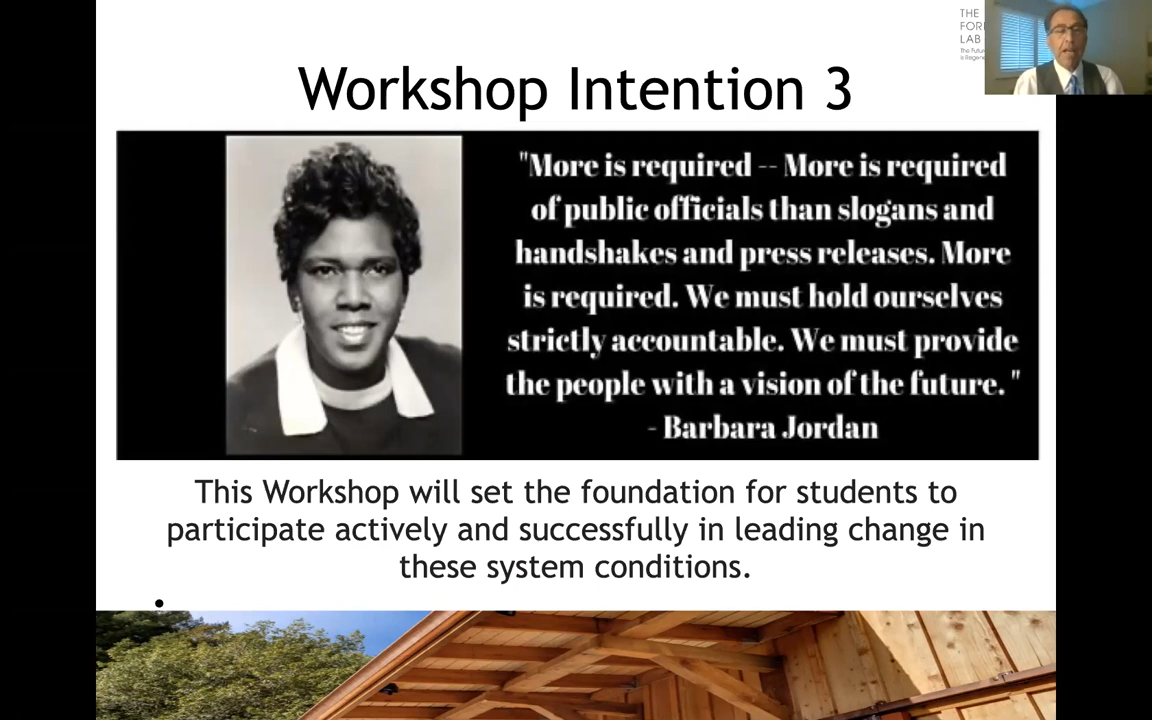 THE
LAB
Workshop Intention 3
"More is required -- More is required
of public officials than slogans and
handshakes and press releases. More
is required. We must hold ourselves
strictly accountable. We must provide
the people with a vision of the future. "
- Barbara Jordan
This Workshop will set the foundation for students to
participate actively and successfully in leading change in
these system conditions.